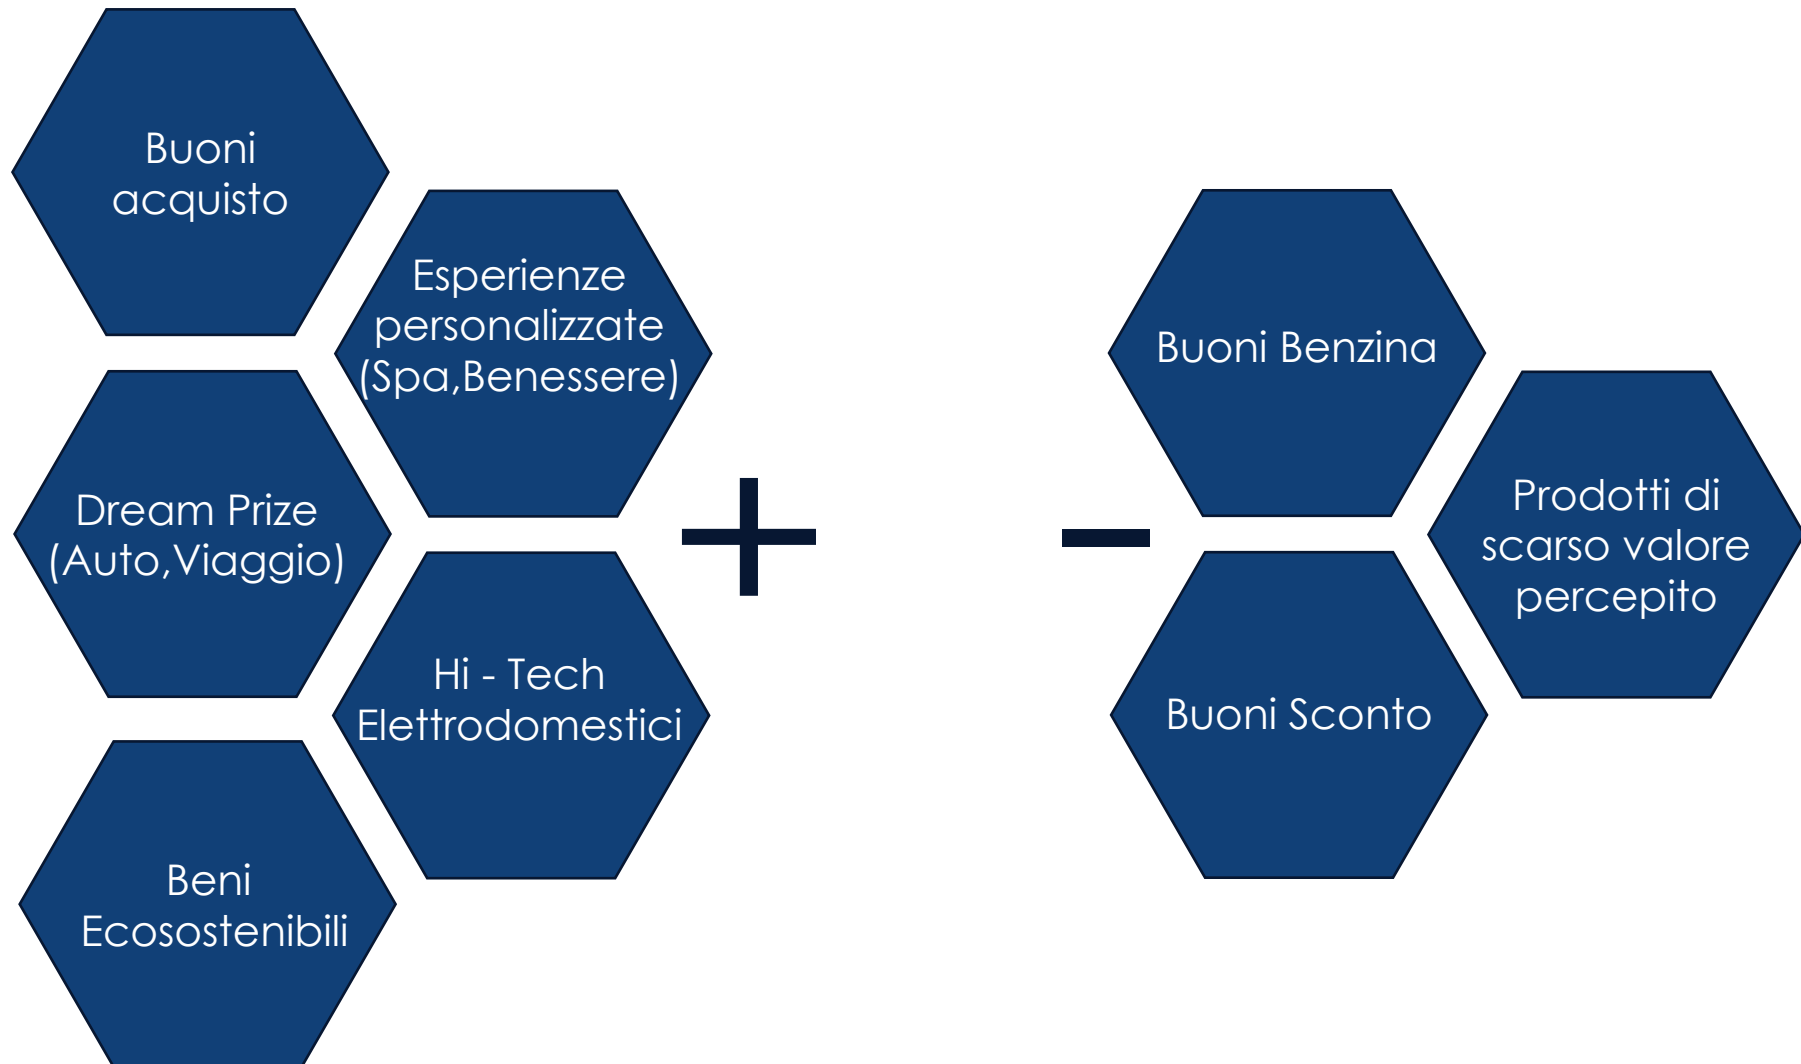 Buoni
acquisto
Esperienze
personalizzate
(Spa,Benessere)
Dream Prize
(Auto,Viaggio)
Hi - Tech
Elettrodomestici
Beni
Ecosostenibili
+
-
Buoni Benzina
Prodotti di
scarso valore
percepito
Buoni Sconto